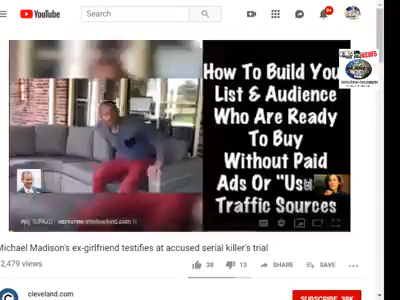 YouTube
Search
9+
NEWS
How To Build You
List & Audience
Who Are Ready
To Buy
Without Paid
Ads Or "Us
Traffic Sources
Michael Madison's ex-girlfriend testifies at accused serial killer's trial
2,479 views
38
13
SHARE
SAVE
cleveland.com
SUBSCRIBE 38K